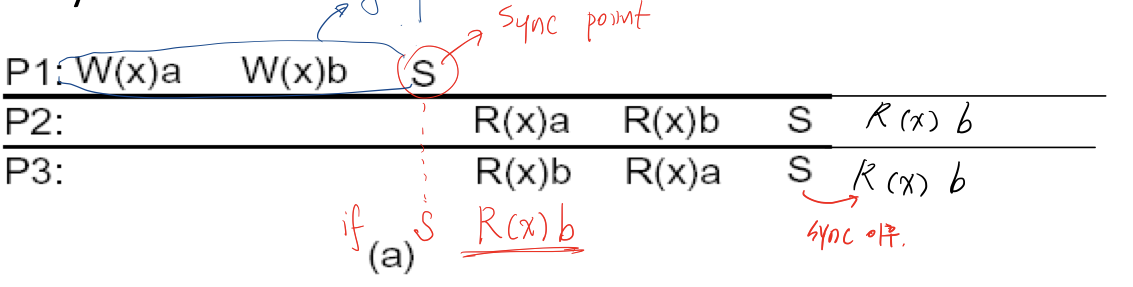 Sync point
P1: W(x)a W(x)b S
P2: R(x)a R(x)b S R(x) b
P3: R(x)b R(x)a S R(x) b
if S R(x) b
sync 이후.
(a)